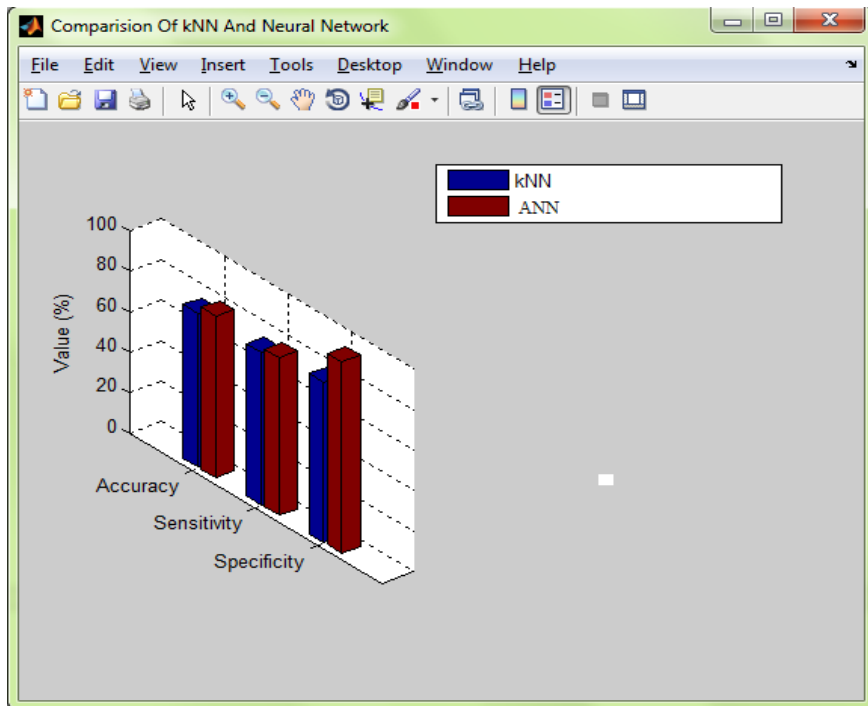 Comparision Of kNN And Neural Network
File Edit View Insert Tools Desktop Window Help
kNN
ANN
100
80
60
40
20
0
Value (%)
Accuracy
Sensitivity
Specificity